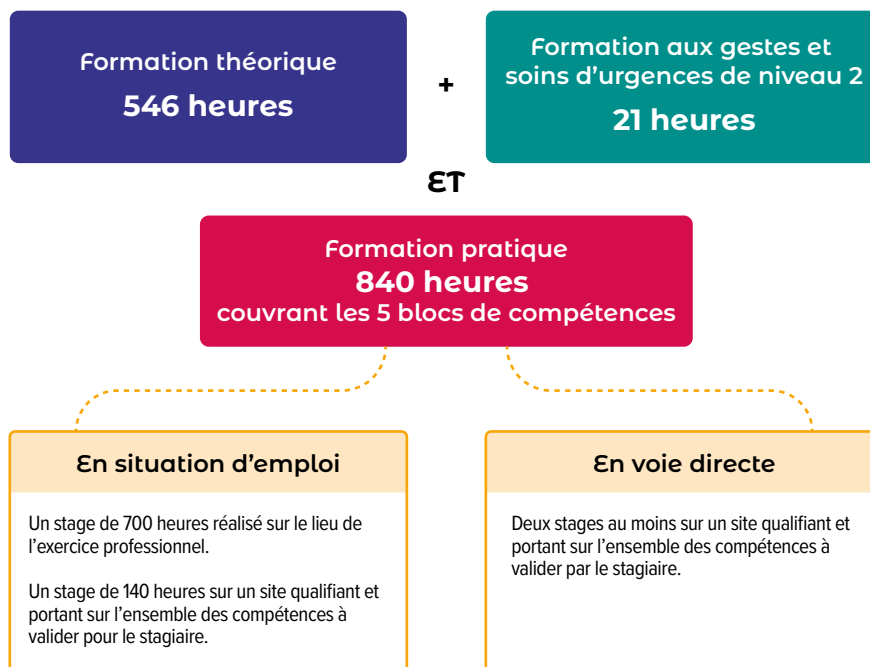 Formation théorique
546 heures
+
Formation aux gestes et
soins d’urgences de niveau 2
21 heures
ET
Formation pratique
840 heures
couvrant les 5 blocs de compétences
En situation d’emploi
Un stage de 700 heures réalisé sur le lieu de
l’exercice professionnel.
Un stage de 140 heures sur un site qualifiant et
portant sur l’ensemble des compétences à
valider pour le stagiaire.
En voie directe
Deux stages au moins sur un site qualifiant et
portant sur l’ensemble des compétences à
valider par le stagiaire.